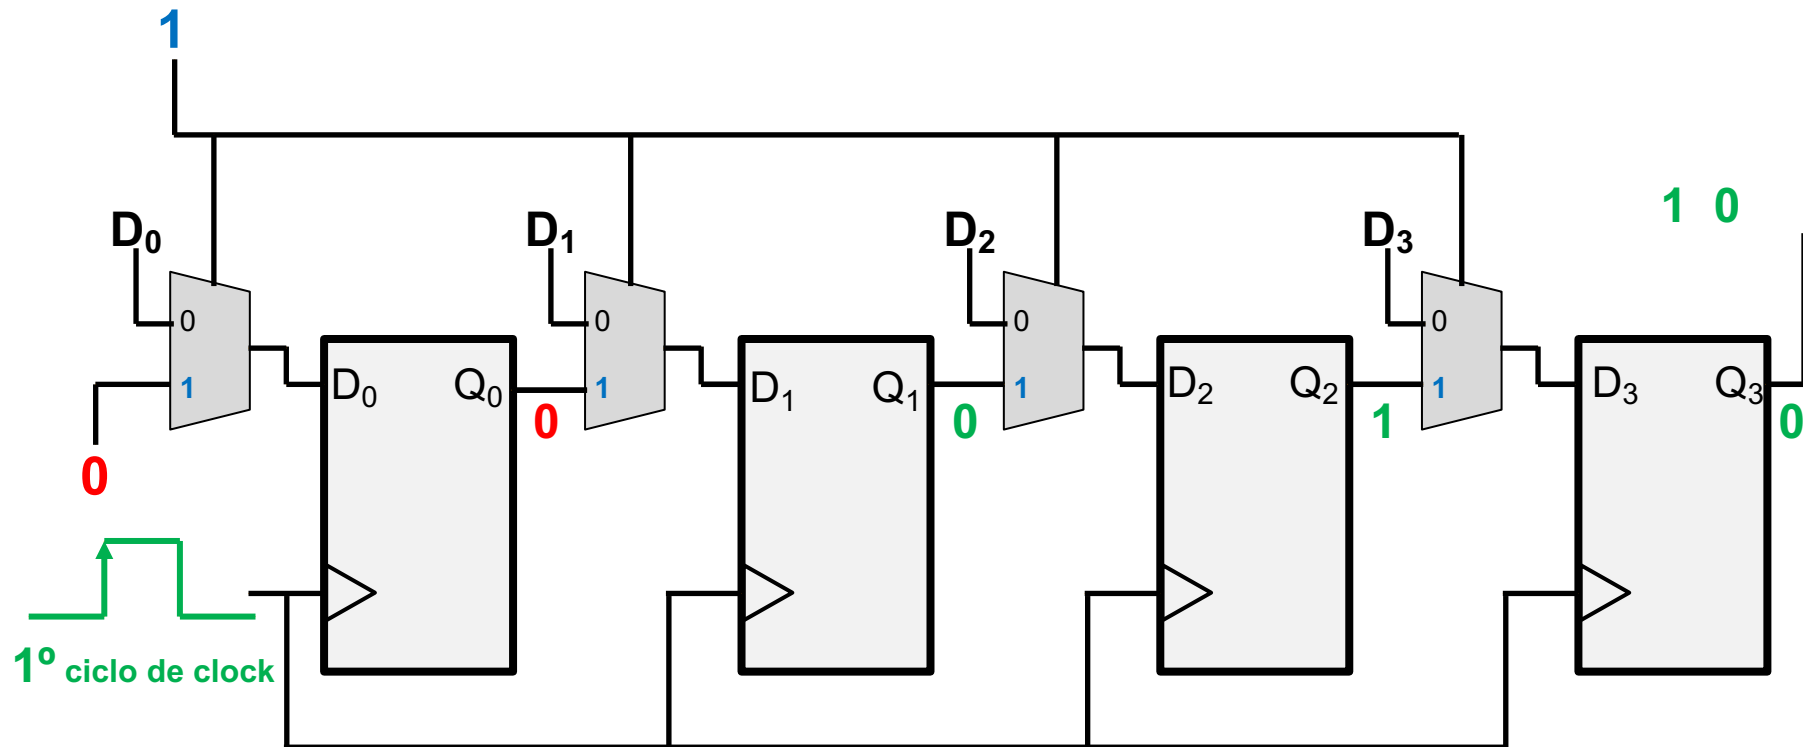 1
1 0
D₀ D₁ D₂ D₃
0 0 0 0
1 D₀ Q₀ 1 D₁ Q₁ 1 D₂ Q₂ 1 D₃ Q₃
0 0 1 0
0
1º ciclo de clock